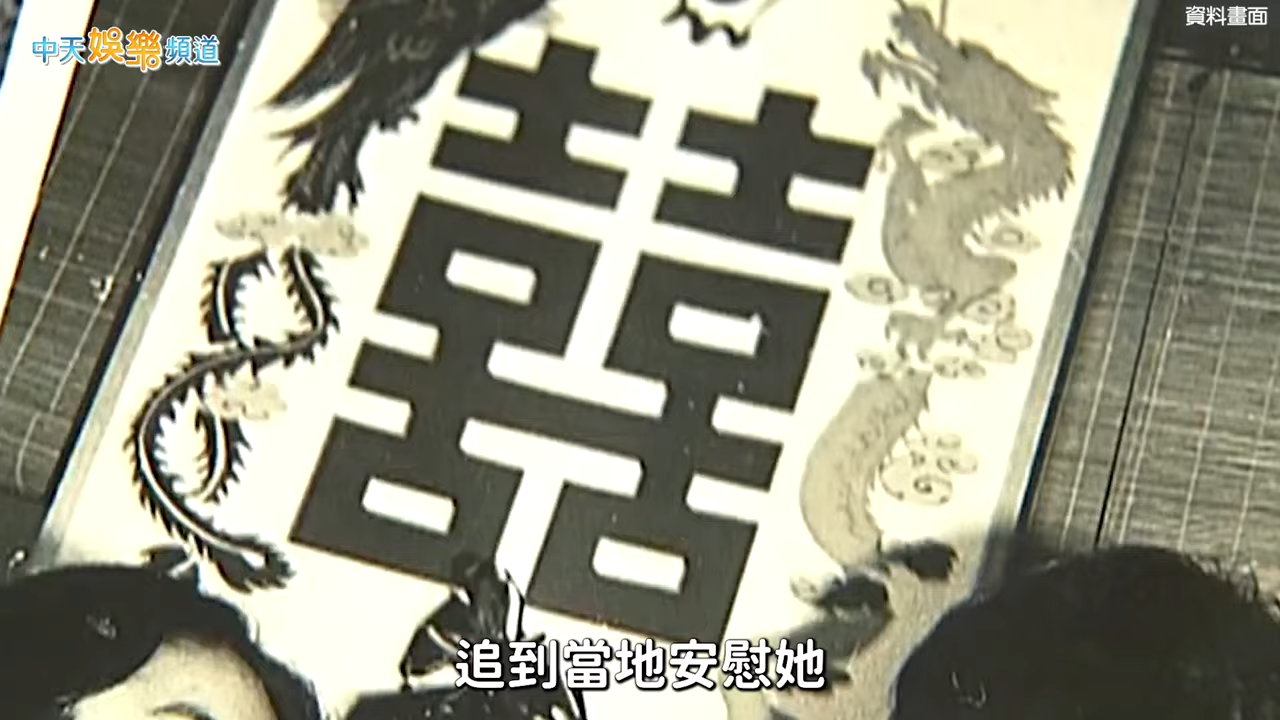 資料畫面
中天娛樂頻道
囍
追到當地安慰她